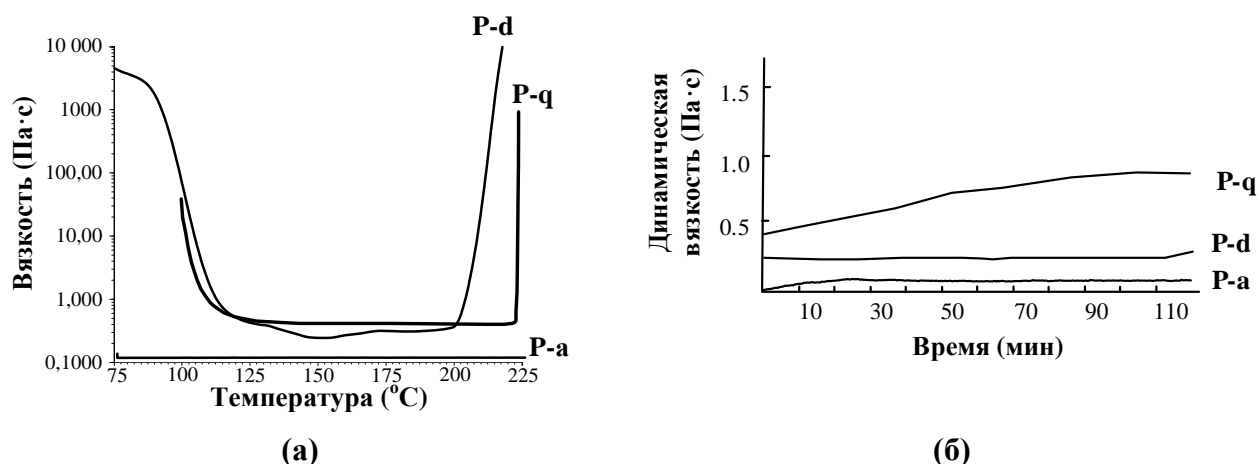 P-d
P-q
P-a
Вязкость (Па·с)
10 000
1000
100,00
10,00
1,000
0,1000
75 100 125 150 175 200 225
Температура (°C)
(а)
Динамическая
вязкость (Па·с)
1.5
1.0
0.5
P-q
P-d
P-a
10 30 50 70 90 110
Время (мин)
(б)